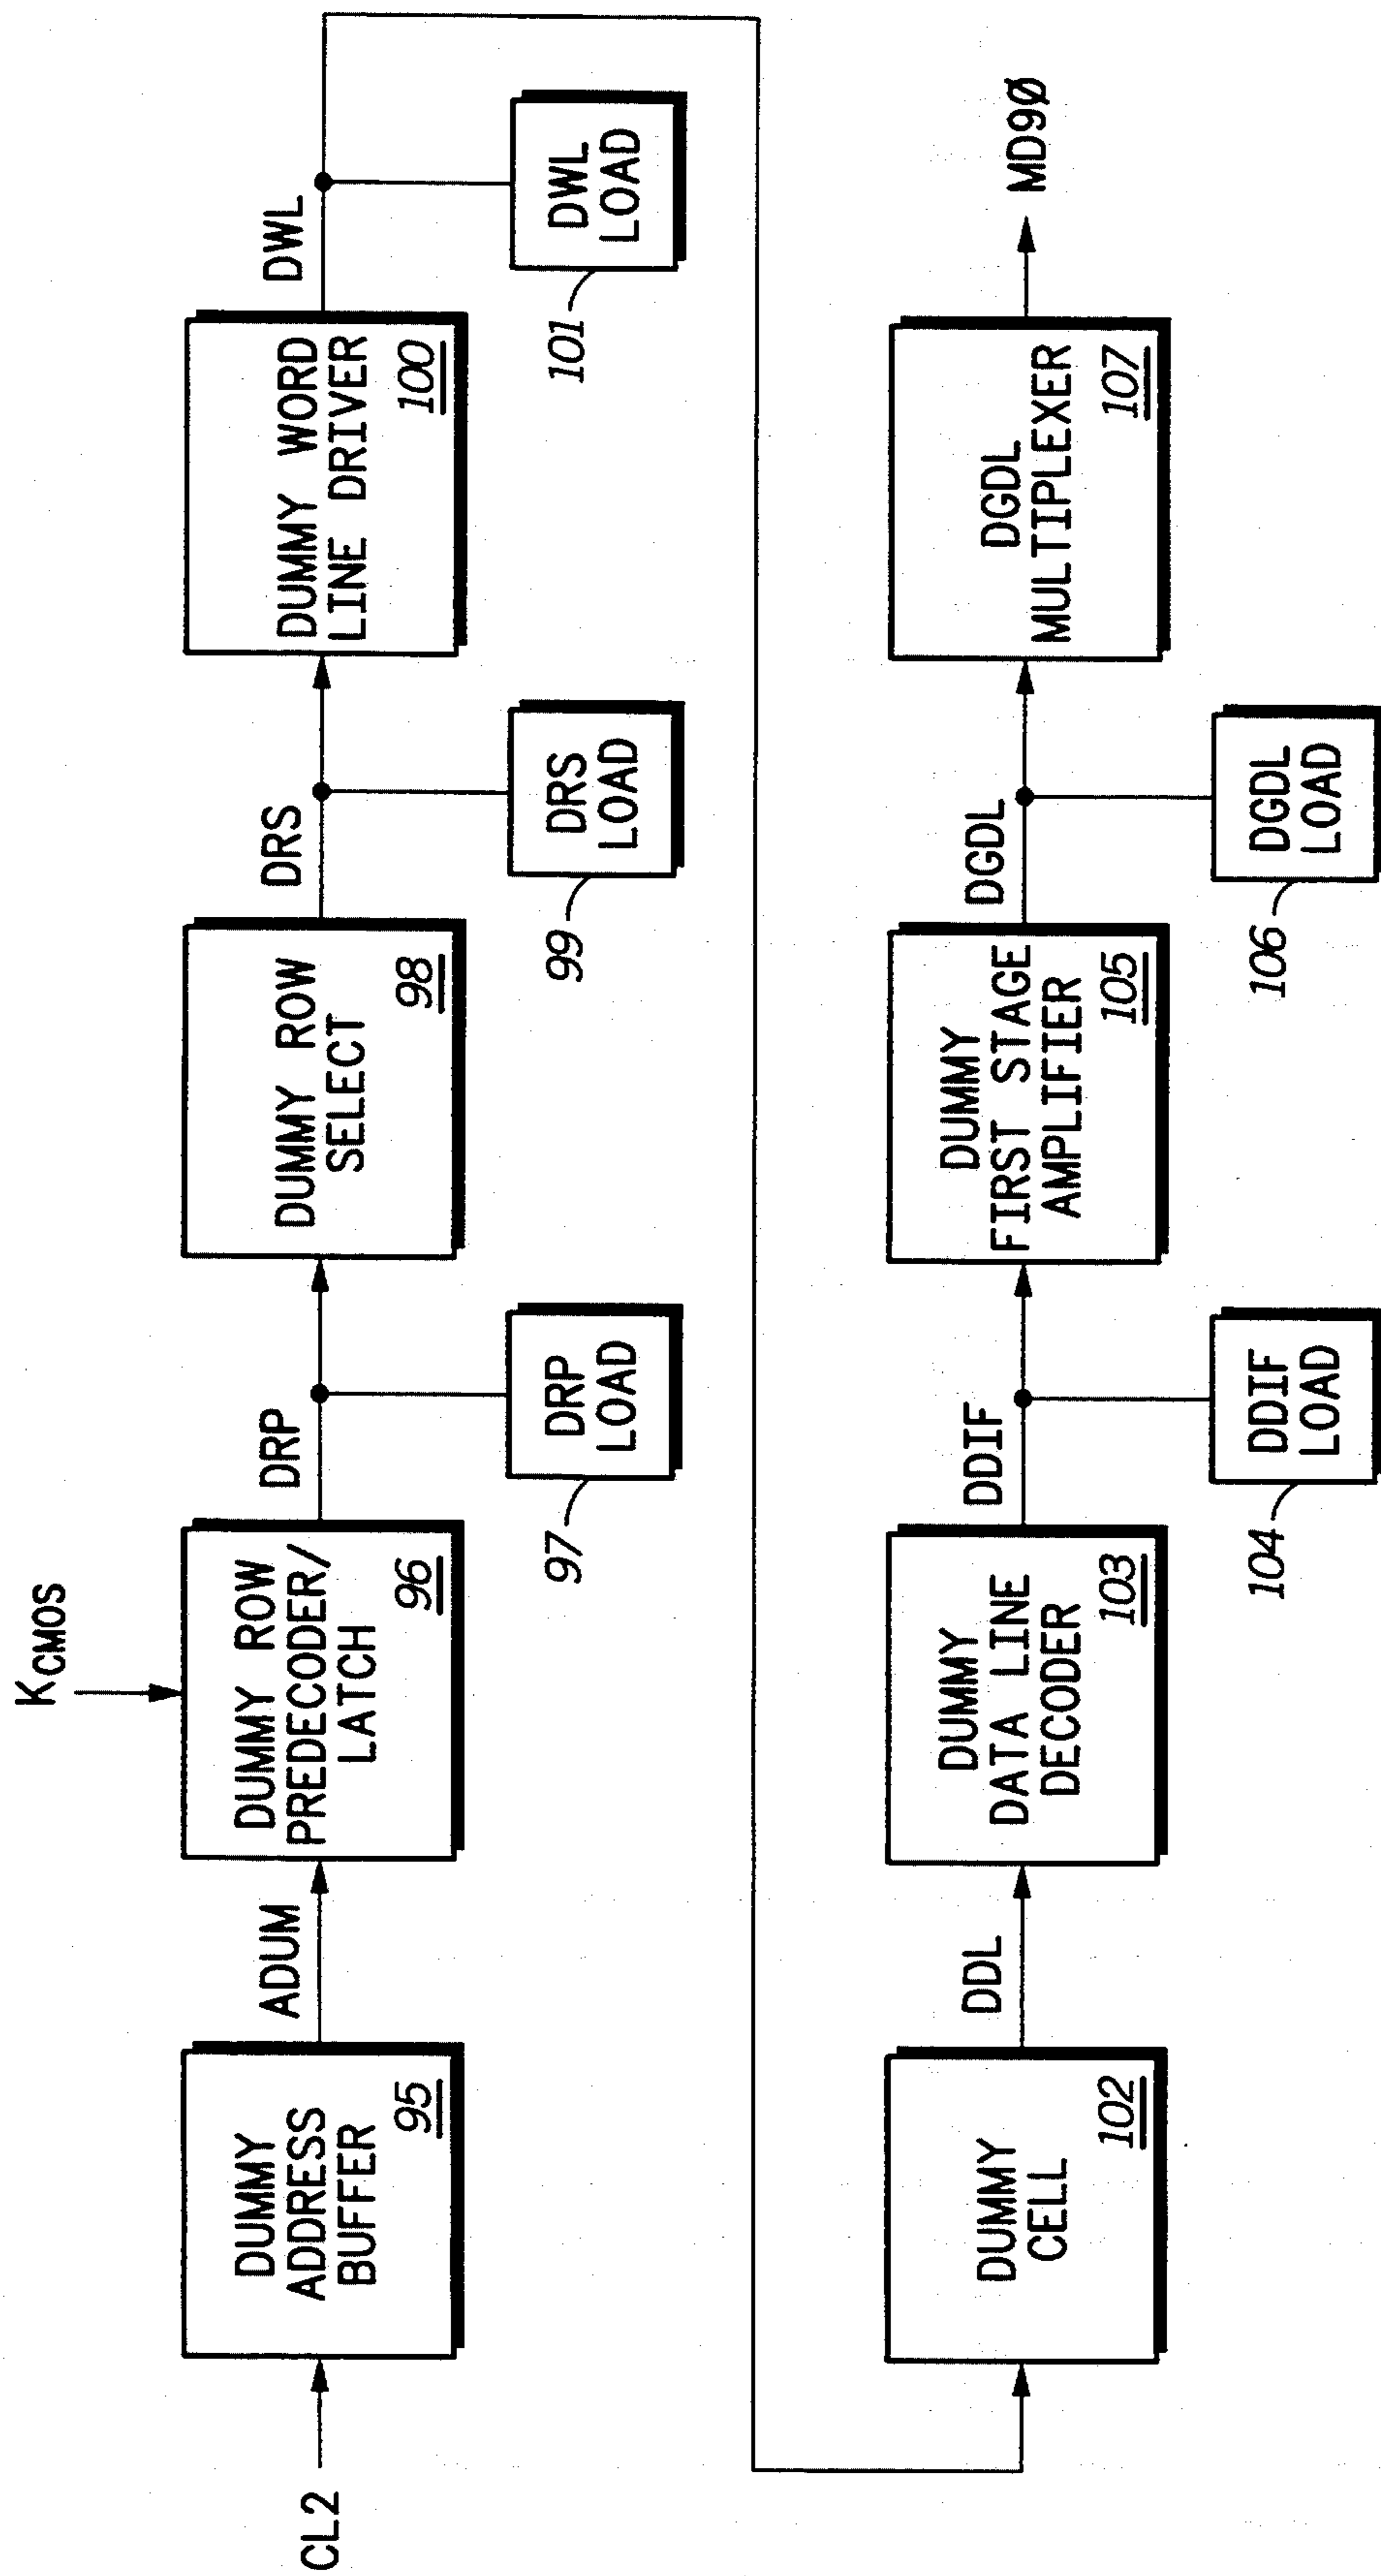 CL2
DUMMY
ADDRESS
BUFFER
95
ADUM
KCMOS
DUMMY ROW
PREDECODER/
LATCH
96
DRP
DRP
LOAD
97
DUMMY ROW
SELECT
98
DRS
DRS
LOAD
99
DUMMY WORD
LINE DRIVER
100
DWL
DWL
LOAD
101
DUMMY
CELL
102
DDL
DUMMY
DATA LINE
DECODER
103
DDIF
DDIF
LOAD
104
DUMMY
FIRST STAGE
AMPLIFIER
105
DGDL
DGDL
LOAD
106
DGDL
MULTIPLEXER
107
MD9Ø